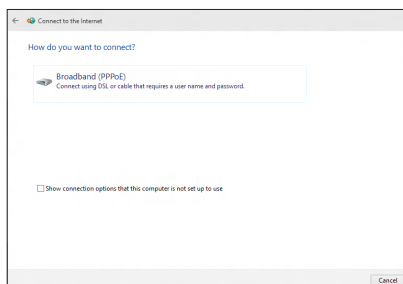 Connect to the Internet
How do you want to connect?
Broadband (PPPoE)
Connect using DSL or cable that requires a user name and password.
Show connection options that this computer is not set up to use
Cancel